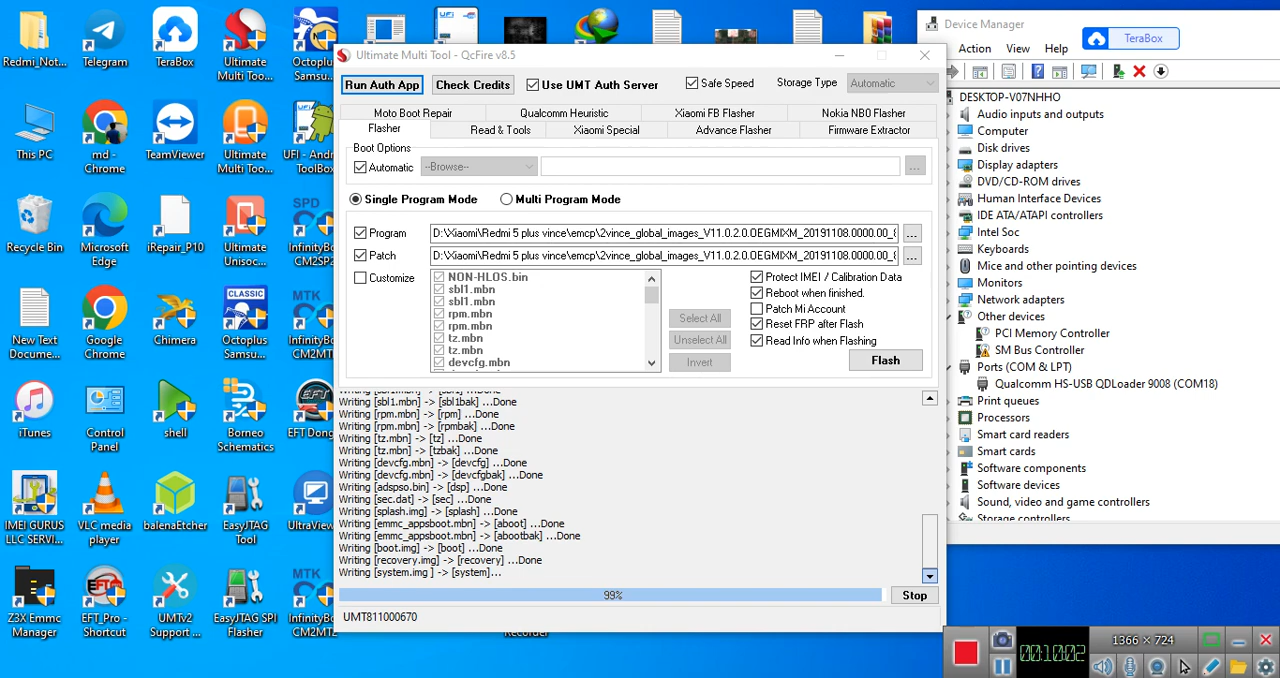 Redmi_Not...
Telegram
TeraBox
Ultimate
Multi Too...
Octoplus
Samsu...
This PC
md -
Chrome
TeamViewer
Ultimate
Multi Too...
UFI - Andr
ToolBox
Recycle Bin
Microsoft
Edge
iRepair_P10
Ultimate
Unisoc...
SPD
InfinityBo
CM2SP2
New Text
Docume...
Google
Chrome
Chimera
CLASSIC
Octoplus
Samsu...
MTK
InfinityBo
CM2MT2
iTunes
Control
Panel
shell
Borneo
Schematics
EFT Dong
IMEI GURUS
LLC SERVI...
VLC media
player
balenaEtcher
EasyJTAG
Tool
UltraView
Z3X Emmc
Manager
EFT_Pro -
Shortcut
UMTv2
Support ...
EasyJTAG SPI
Flasher
MTK
InfinityBo
CM2MT2
Ultimate Multi Tool - QcFire v8.5
Run Auth App
Check Credits
Use UMT Auth Server
Safe Speed
Storage Type
Automatic
Moto Boot Repair
Qualcomm Heuristic
Xiaomi FB Flasher
Nokia NB0 Flasher
Flasher
Read & Tools
Xiaomi Special
Advance Flasher
Firmware Extractor
Boot Options
Automatic
--Browse--
...
Single Program Mode
Multi Program Mode
Program
D:\Xiaomi\Redmi 5 plus vince\emcp\2vince_global_images_V11.0.2.0.OEGMIXM_20191108.0000.00_8
...
Patch
D:\Xiaomi\Redmi 5 plus vince\emcp\2vince_global_images_V11.0.2.0.OEGMIXM_20191108.0000.00_8
...
Customize
NON-HLOS.bin
sbl1.mbn
sbl1.mbn
rpm.mbn
rpm.mbn
tz.mbn
tz.mbn
devcfg.mbn
Select All
Unselect All
Invert
Protect IMEI / Calibration Data
Reboot when finished.
Patch Mi Account
Reset FRP after Flash
Read Info when Flashing
Flash
Writing [sbl1.mbn] -> [sbl1bak] ...Done
Writing [rpm.mbn] -> [rpm] ...Done
Writing [rpm.mbn] -> [rpmbak] ...Done
Writing [tz.mbn] -> [tz] ...Done
Writing [tz.mbn] -> [tzbak] ...Done
Writing [devcfg.mbn] -> [devcfg] ...Done
Writing [devcfg.mbn] -> [devcfgbak] ...Done
Writing [adspso.bin] -> [dsp] ...Done
Writing [sec.dat] -> [sec] ...Done
Writing [splash.img] -> [splash] ...Done
Writing [emmc_appsboot.mbn] -> [aboot] ...Done
Writing [emmc_appsboot.mbn] -> [abootbak] ...Done
Writing [boot.img] -> [boot] ...Done
Writing [recovery.img] -> [recovery] ...Done
Writing [system.img ] -> [system]...
99%
Stop
UMT811000670
Recorder
Device Manager
Action
View
Help
TeraBox
DESKTOP-V07NHHO
Audio inputs and outputs
Computer
Disk drives
Display adapters
DVD/CD-ROM drives
Human Interface Devices
IDE ATA/ATAPI controllers
Intel Soc
Keyboards
Mice and other pointing devices
Monitors
Network adapters
Other devices
PCI Memory Controller
SM Bus Controller
Ports (COM & LPT)
Qualcomm HS-USB QDLoader 9008 (COM18)
Print queues
Processors
Smart card readers
Smart cards
Software components
Software devices
Sound, video and game controllers
Storage controllers
00:10:02
1366 × 724